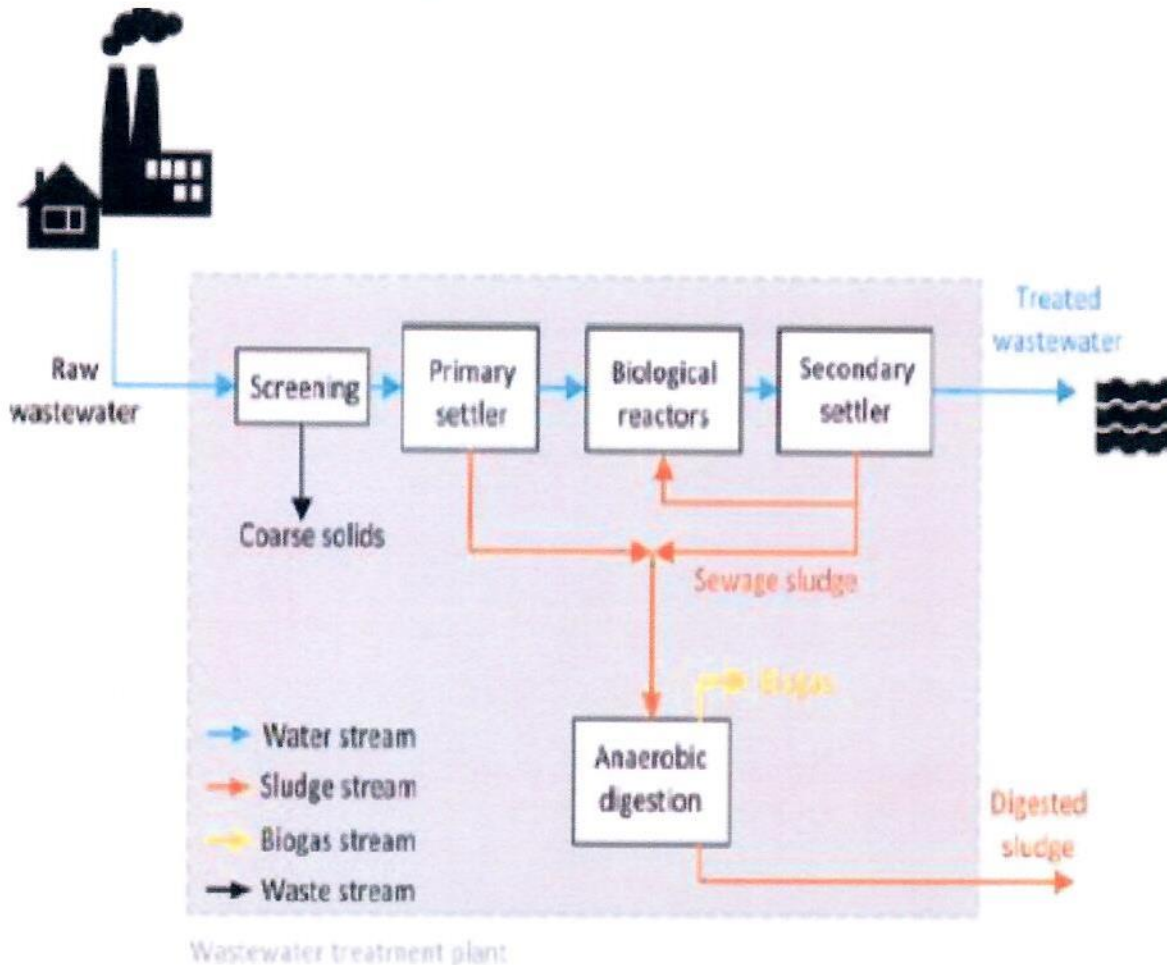 Treated
wastewater
Raw
wastewater
Screening
Primary
settler
Biological
reactors
Secondary
settler
Coarse solids
Sewage sludge
Biogas
Water stream
Sludge stream
Biogas stream
Waste stream
Anaerobic
digestion
Digested
sludge
Wastewater treatment plant